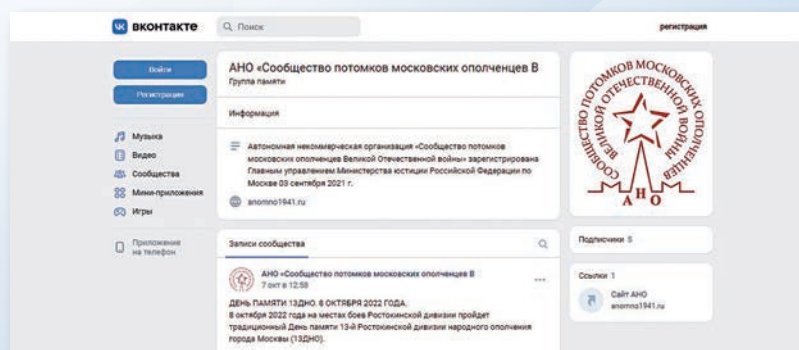 вконтакте
Поиск
регистрация
Войти
Регистрация
Музыка
Видео
Сообщества
Мини-приложения
Игры
Приложение
на телефон
АНО «Сообщество потомков московских ополченцев В
Группа памяти
Информация
Автономная некоммерческая организация «Сообщество потомков
московских ополченцев Великой Отечественной войны» зарегистрирована
Главным управлением Министерства юстиции Российской Федерации по
Москве 03 сентября 2021 г.
anomno1941.ru
Записи сообщества
АНО «Сообщество потомков московских ополченцев В
7 окт в 12:58
ДЕНЬ ПАМЯТИ 13ДНО. 8 ОКТЯБРЯ 2022 ГОДА.
8 октября 2022 года на местах боев Ростокинской дивизии пройдет
традиционный День памяти 13-й Ростокинской дивизии народного ополчения
города Москвы (13ДНО).
СООБЩЕСТВО ПОТОМКОВ МОСКОВСКИХ ОПОЛЧЕНЦЕВ
ВЕЛИКОЙ ОТЕЧЕСТВЕННОЙ ВОЙНЫ
АНО
Подписчики 5
Ссылки 1
Сайт АНО
anomno1941.ru